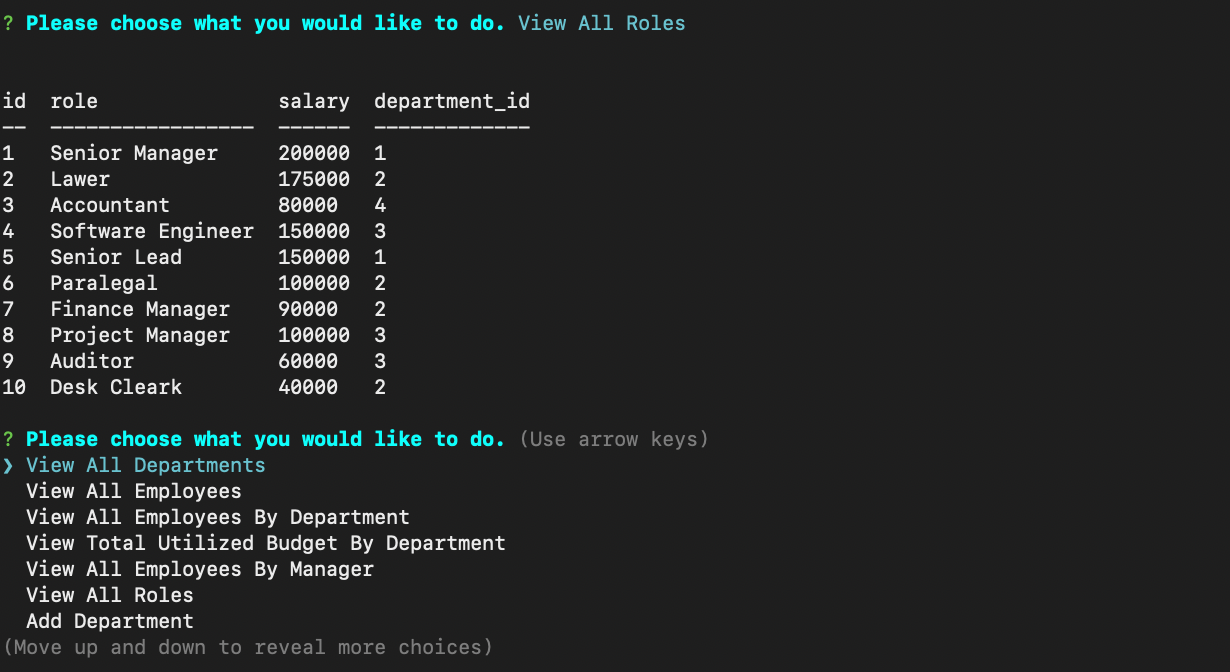 ? Please choose what you would like to do. View All Roles
id  role               salary  department_id
--  -----------------  ------  -------------
1   Senior Manager     200000  1
2   Lawer              175000  2
3   Accountant         80000   4
4   Software Engineer  150000  3
5   Senior Lead        150000  1
6   Paralegal          100000  2
7   Finance Manager    90000   2
8   Project Manager    100000  3
9   Auditor            60000   3
10  Desk Cleark        40000   2
? Please choose what you would like to do. (Use arrow keys)
❯ View All Departments
  View All Employees
  View All Employees By Department
  View Total Utilized Budget By Department
  View All Employees By Manager
  View All Roles
  Add Department
(Move up and down to reveal more choices)